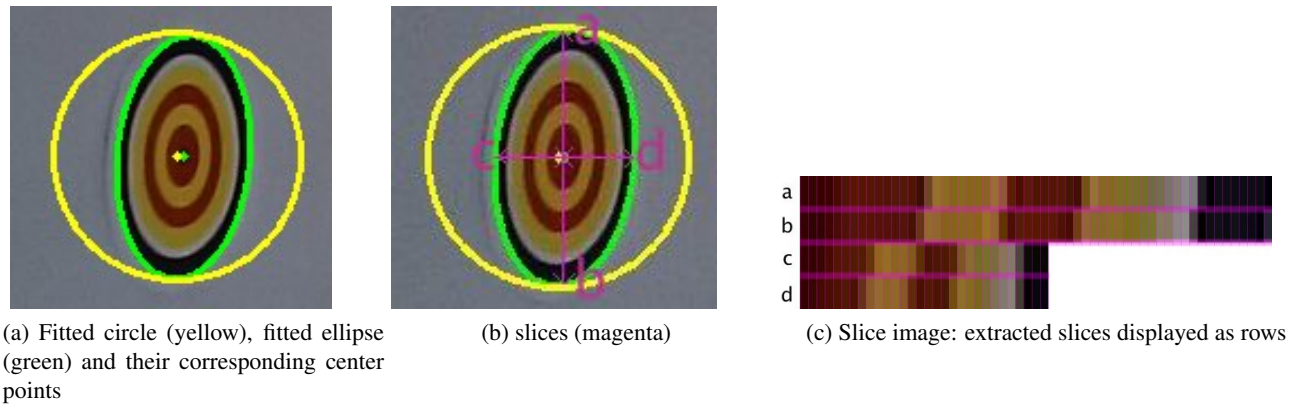 a
c
d
b
a
b
c
d
(a) Fitted circle (yellow), fitted ellipse
(green) and their corresponding center
points
(b) slices (magenta)
(c) Slice image: extracted slices displayed as rows